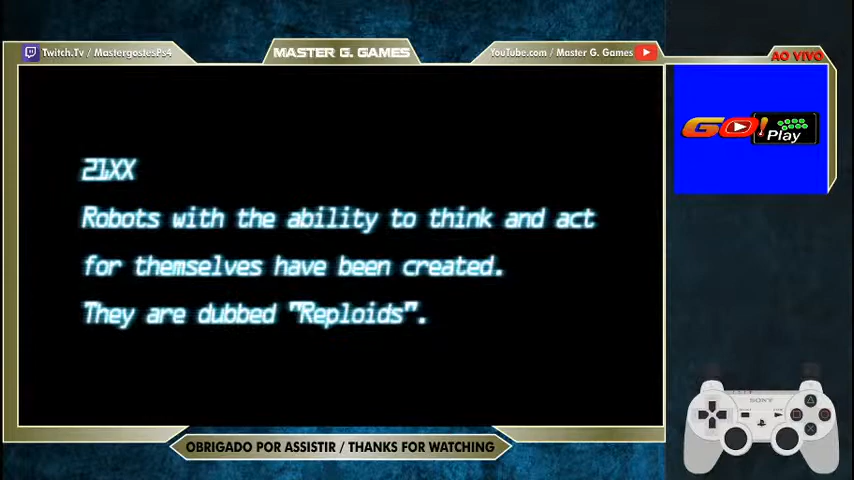 Twitch.Tv / MastergastesPs4
MASTER G. GAMES
YouTube.com / Master G. Games
AO VIVO
GO! Play
21XX
Robots with the ability to think and act
for themselves have been created.
They are dubbed "Reploids".
SONY
OBRIGADO POR ASSISTIR / THANKS FOR WATCHING